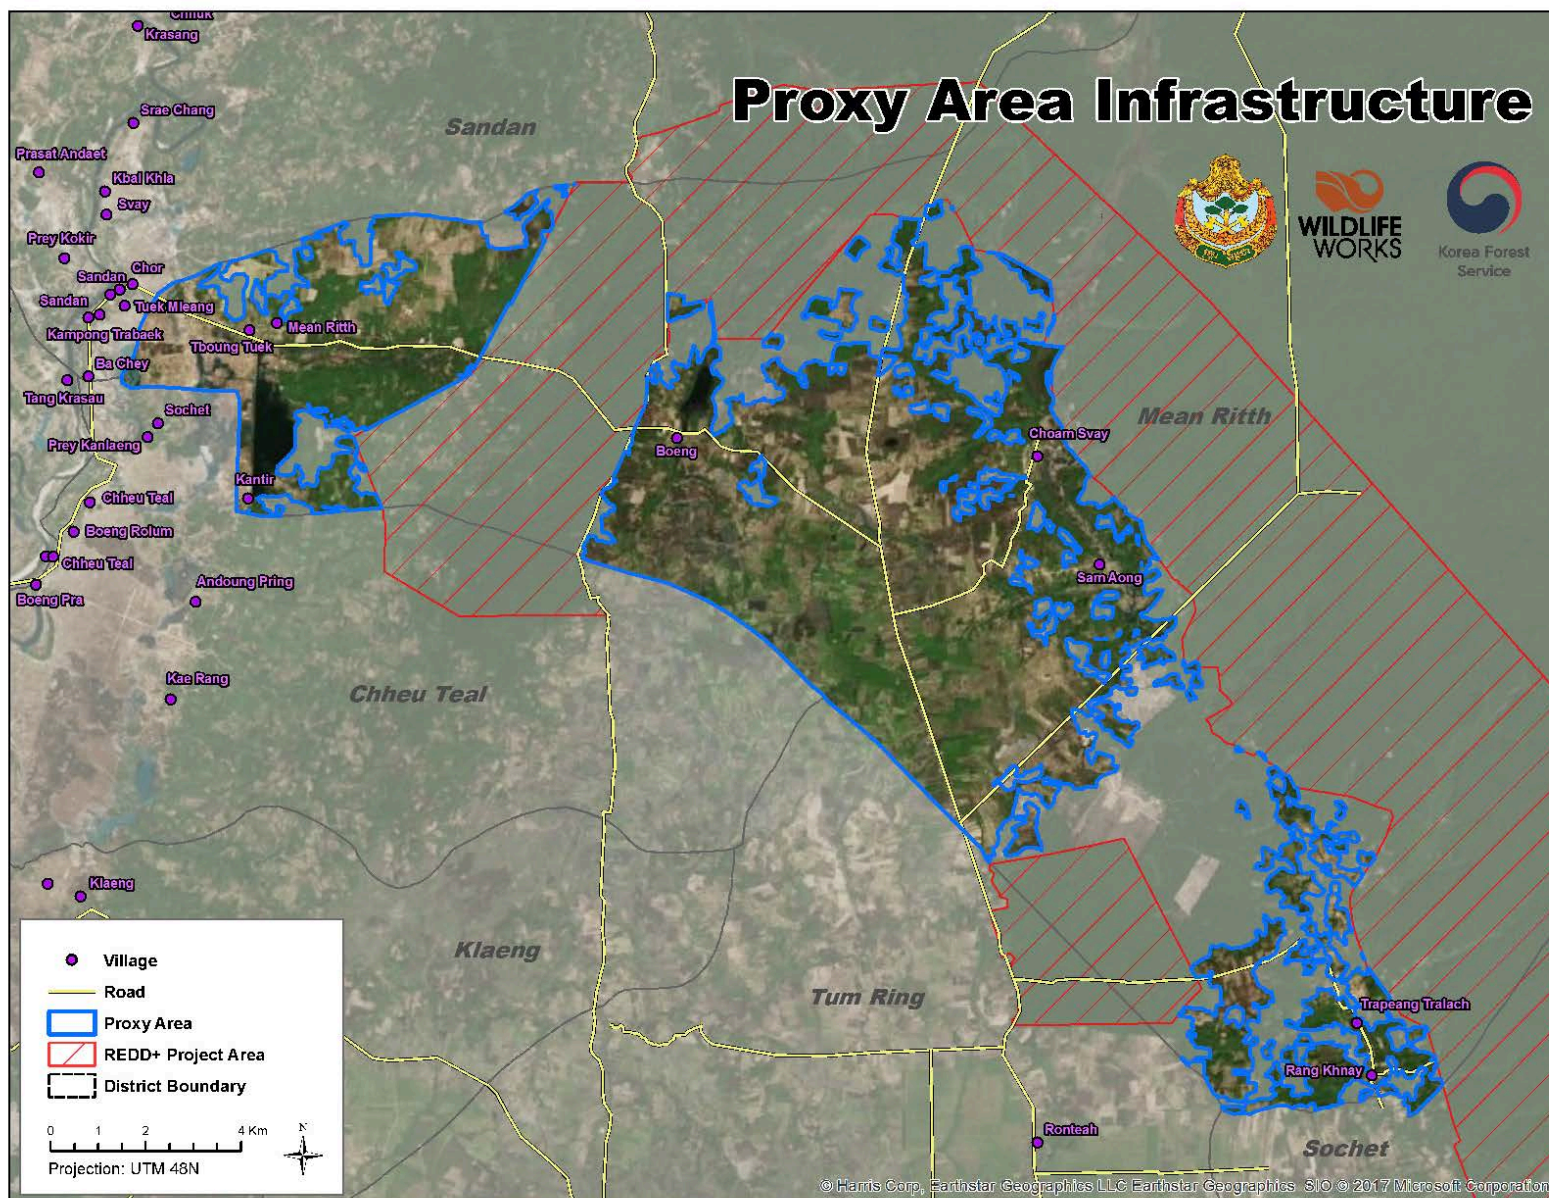 Chhuk
Krasang
Proxy Area Infrastructure
Srae Chang
Sandan
Prasat Andaet
Kbal Khla
Svay
WILDLIFE
WORKS
Korea Forest
Service
Prey Kokir
Chor
Sandan
Sandan
Tuek Mleang
Kampong Trabaek
Mean Ritth
Tboung Tuek
Ba Chey
Tang Krasau
Sochet
Mean Ritth
Prey Kanlaeng
Boeng
Choam Svay
Kantir
Chheu Teal
Boeng Rolum
Chheu Teal
Sam Aong
Andoung Pring
Boeng Pra
Kae Rang
Chheu Teal
Klaeng
Klaeng
Tum Ring
Trapeang Tralach
Rang Khnay
Ronteah
Sochet
Village
Road
Proxy Area
REDD+ Project Area
District Boundary
0 1 2 4 Km
N
Projection: UTM 48N
© Harris Corp, Earthstar Geographics LLC Earthstar Geographics SIO © 2017 Microsoft Corporation